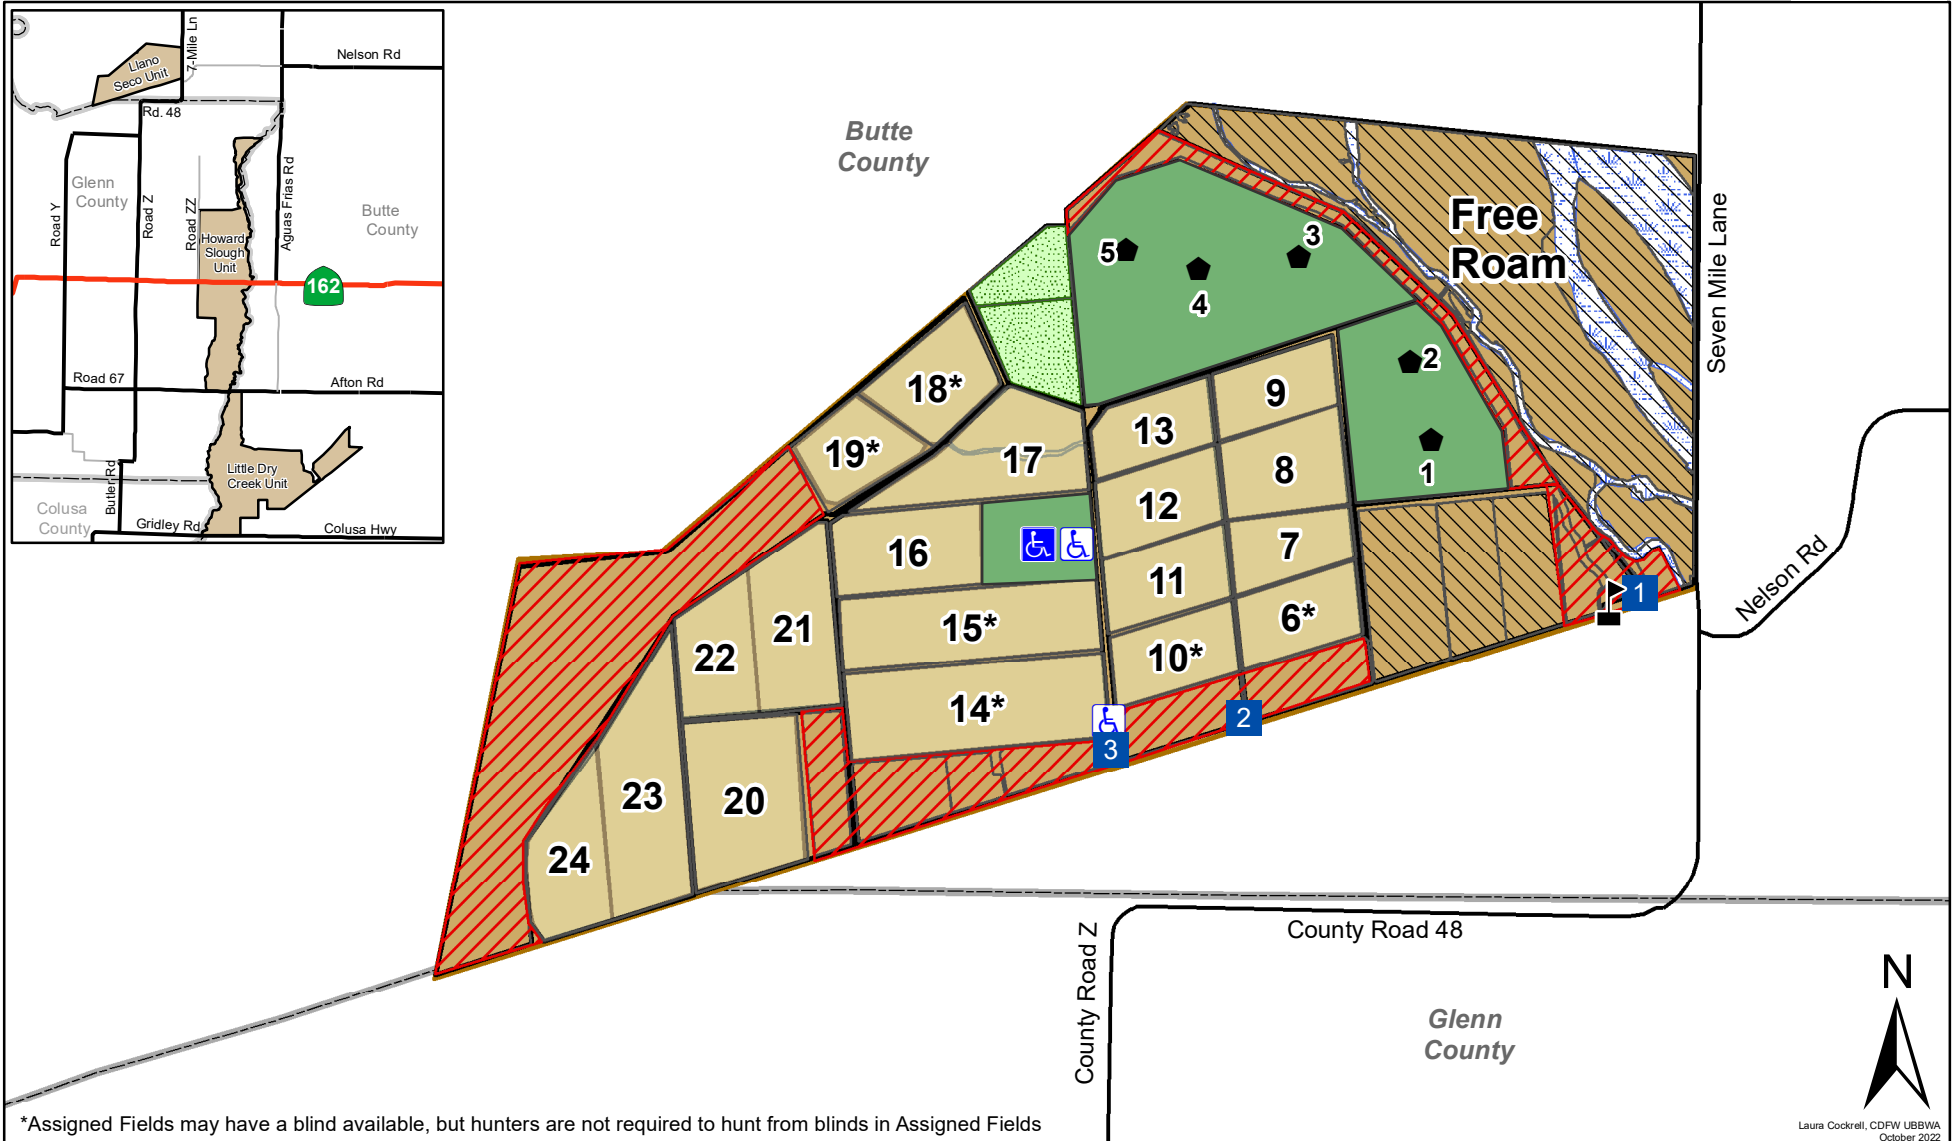 Llano
Seco Unit
7-Mile Ln
Nelson Rd
Rd. 48
Glenn
County
Road Y
Road Z
Road ZZ
Aguas Frias Rd
Butte
County
Howard
Slough
Unit
162
Road 67
Afton Rd
Little Dry
Creek Unit
Butler Rd
Colusa
County
Gridley Rd
Colusa Hwy
Butte
County
Free
Roam
Seven Mile Lane
Nelson Rd
5
4
3
2
1
18*
19*
17
13
9
12
8
16
11
7
15*
10*
6*
14*
22
21
23
20
24
1
2
3
County Road 48
County Road Z
Glenn
County
N
*Assigned Fields may have a blind available, but hunters are not required to hunt from blinds in Assigned Fields
Laura Cockrell, CDFW UBBWA
October 2022